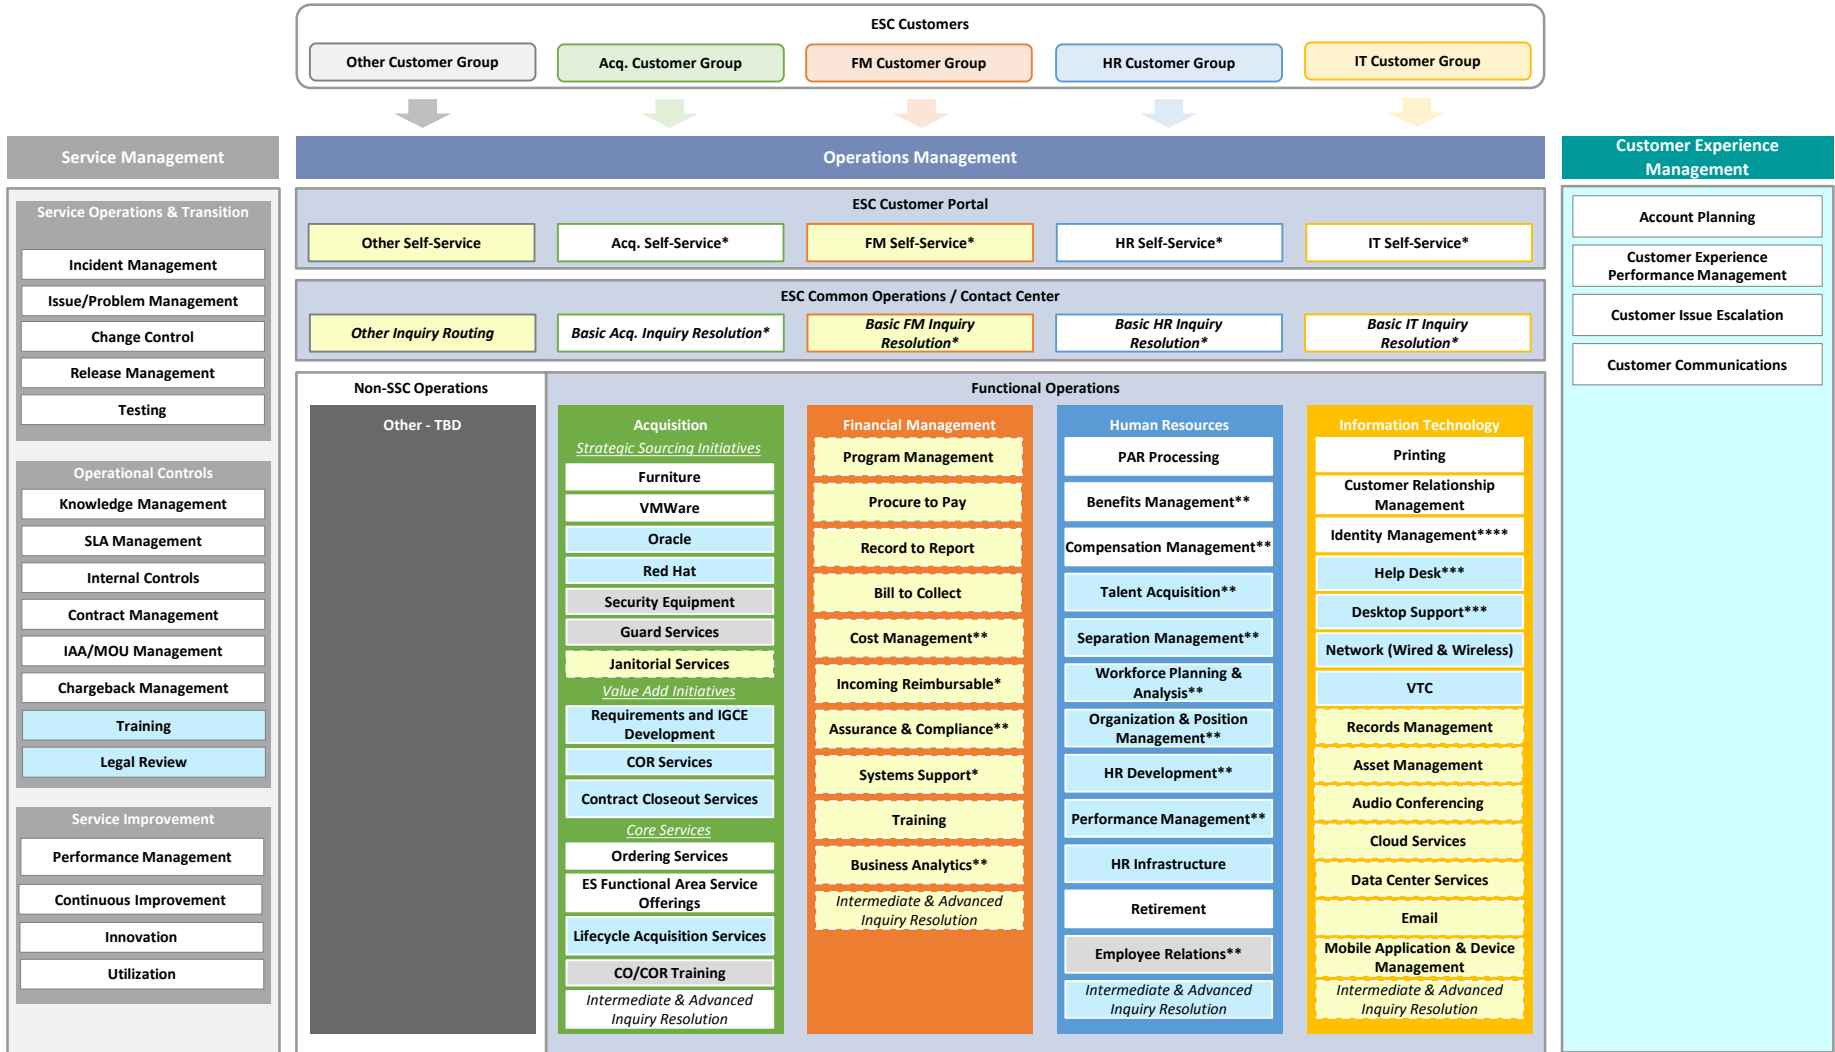 ESC Customers
Other Customer Group
Acq. Customer Group
FM Customer Group
HR Customer Group
IT Customer Group
Service Management
Operations Management
Customer Experience
Management
Service Operations & Transition
Incident Management
Issue/Problem Management
Change Control
Release Management
Testing
Operational Controls
Knowledge Management
SLA Management
Internal Controls
Contract Management
IAA/MOU Management
Chargeback Management
Training
Legal Review
Service Improvement
Performance Management
Continuous Improvement
Innovation
Utilization
ESC Customer Portal
Other Self-Service
Acq. Self-Service*
FM Self-Service*
HR Self-Service*
IT Self-Service*
ESC Common Operations / Contact Center
Other Inquiry Routing
Basic Acq. Inquiry Resolution*
Basic FM Inquiry
Resolution*
Basic HR Inquiry
Resolution*
Basic IT Inquiry
Resolution*
Non-SSC Operations
Other - TBD
Functional Operations
Acquisition
Strategic Sourcing Initiatives
Furniture
VMWare
Oracle
Red Hat
Security Equipment
Guard Services
Janitorial Services
Value Add Initiatives
Requirements and IGCE
Development
COR Services
Contract Closeout Services
Core Services
Ordering Services
ES Functional Area Service
Offerings
Lifecycle Acquisition Services
CO/COR Training
Intermediate & Advanced
Inquiry Resolution
Financial Management
Program Management
Procure to Pay
Record to Report
Bill to Collect
Cost Management**
Incoming Reimbursable*
Assurance & Compliance**
Systems Support*
Training
Business Analytics**
Intermediate & Advanced
Inquiry Resolution
Human Resources
PAR Processing
Benefits Management**
Compensation Management**
Talent Acquisition**
Separation Management**
Workforce Planning &
Analysis**
Organization & Position
Management**
HR Development**
Performance Management**
HR Infrastructure
Retirement
Employee Relations**
Intermediate & Advanced
Inquiry Resolution
Information Technology
Printing
Customer Relationship
Management
Identity Management****
Help Desk***
Desktop Support***
Network (Wired & Wireless)
VTC
Records Management
Asset Management
Audio Conferencing
Cloud Services
Data Center Services
Email
Mobile Application & Device
Management
Intermediate & Advanced
Inquiry Resolution
Account Planning
Customer Experience
Performance Management
Customer Issue Escalation
Customer Communications